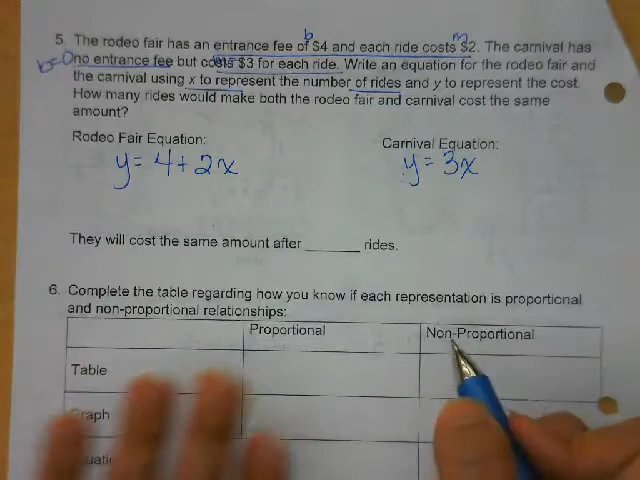 b
m
5. The rodeo fair has an entrance fee of $4 and each ride costs $2. The carnival has
b=0 no entrance fee but costs $3 for each ride. Write an equation for the rodeo fair and
the carnival using x to represent the number of rides and y to represent the cost.
How many rides would make both the rodeo fair and carnival cost the same
amount?
Rodeo Fair Equation:
Carnival Equation:
y = 4 + 2x
y = 3x
They will cost the same amount after ______ rides.
6. Complete the table regarding how you know if each representation is proportional
and non-proportional relationships:
Proportional
Non-Proportional
Table
Graph